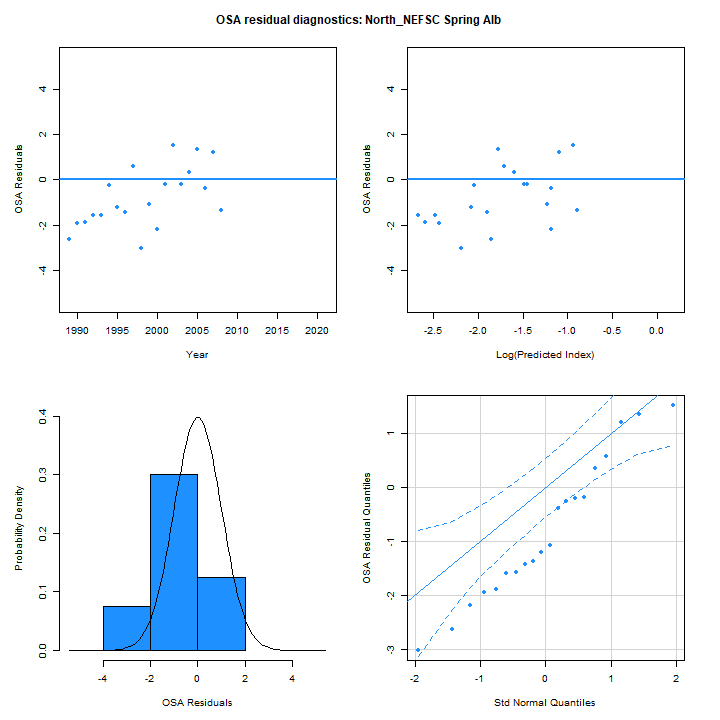 OSA residual diagnostics: North_NEFSC Spring Alb
OSA Residuals
4
2
0
-2
-4
1990 1995 2000 2005 2010 2015 2020
Year
OSA Residuals
4
2
0
-2
-4
-2.5 -2.0 -1.5 -1.0 -0.5 0.0
Log(Predicted Index)
Probability Density
0.4
0.3
0.2
0.1
0.0
-4 -2 0 2 4
OSA Residuals
OSA Residual Quantiles
1
0
-1
-2
-3
-2 -1 0 1 2
Std Normal Quantiles